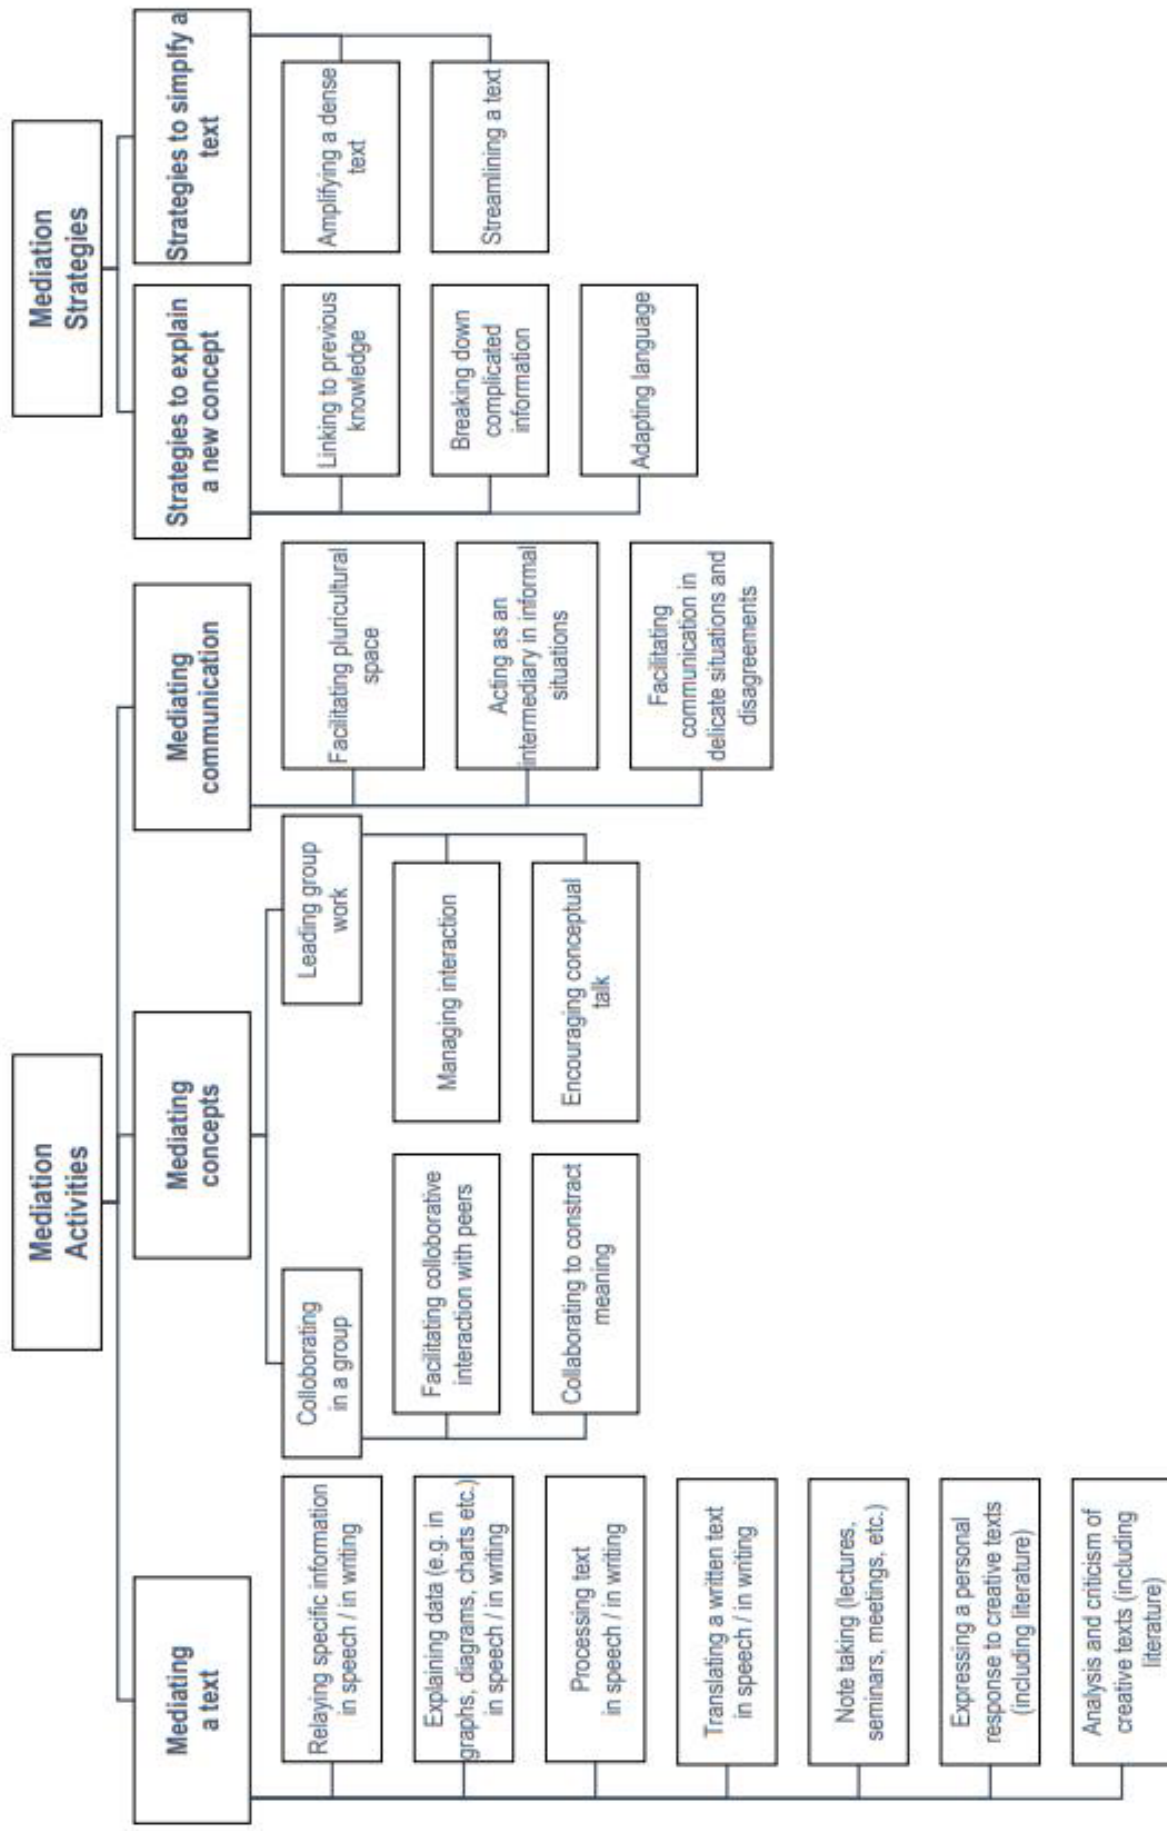 Mediation
Activities
Mediating
a text
Relaying specific information
in speech / in writing
Explaining data (e.g. in
graphs, diagrams, charts etc.)
in speech / in writing
Processing text
in speech / in writing
Translating a written text
in speech / in writing
Note taking (lectures,
seminars, meetings, etc.)
Expressing a personal
response to creative texts
(including literature)
Analysis and criticism of
creative texts (including
literature)
Mediating
concepts
Colloborating
in a group
Facilitating colloborative
interaction with peers
Collaborating to constract
meaning
Leading group
work
Managing interaction
Encouraging conceptual
talk
Mediating
communication
Facilitating pluricultural
space
Acting as an
intermediary in informal
situations
Facilitating
communication in
delicate situations and
disagreements
Mediation
Strategies
Strategies to explain
a new concept
Linking to previous
knowledge
Breaking down
complicated
information
Adapting language
Strategies to simplfy a
text
Amplifying a dense
text
Streamlining a text